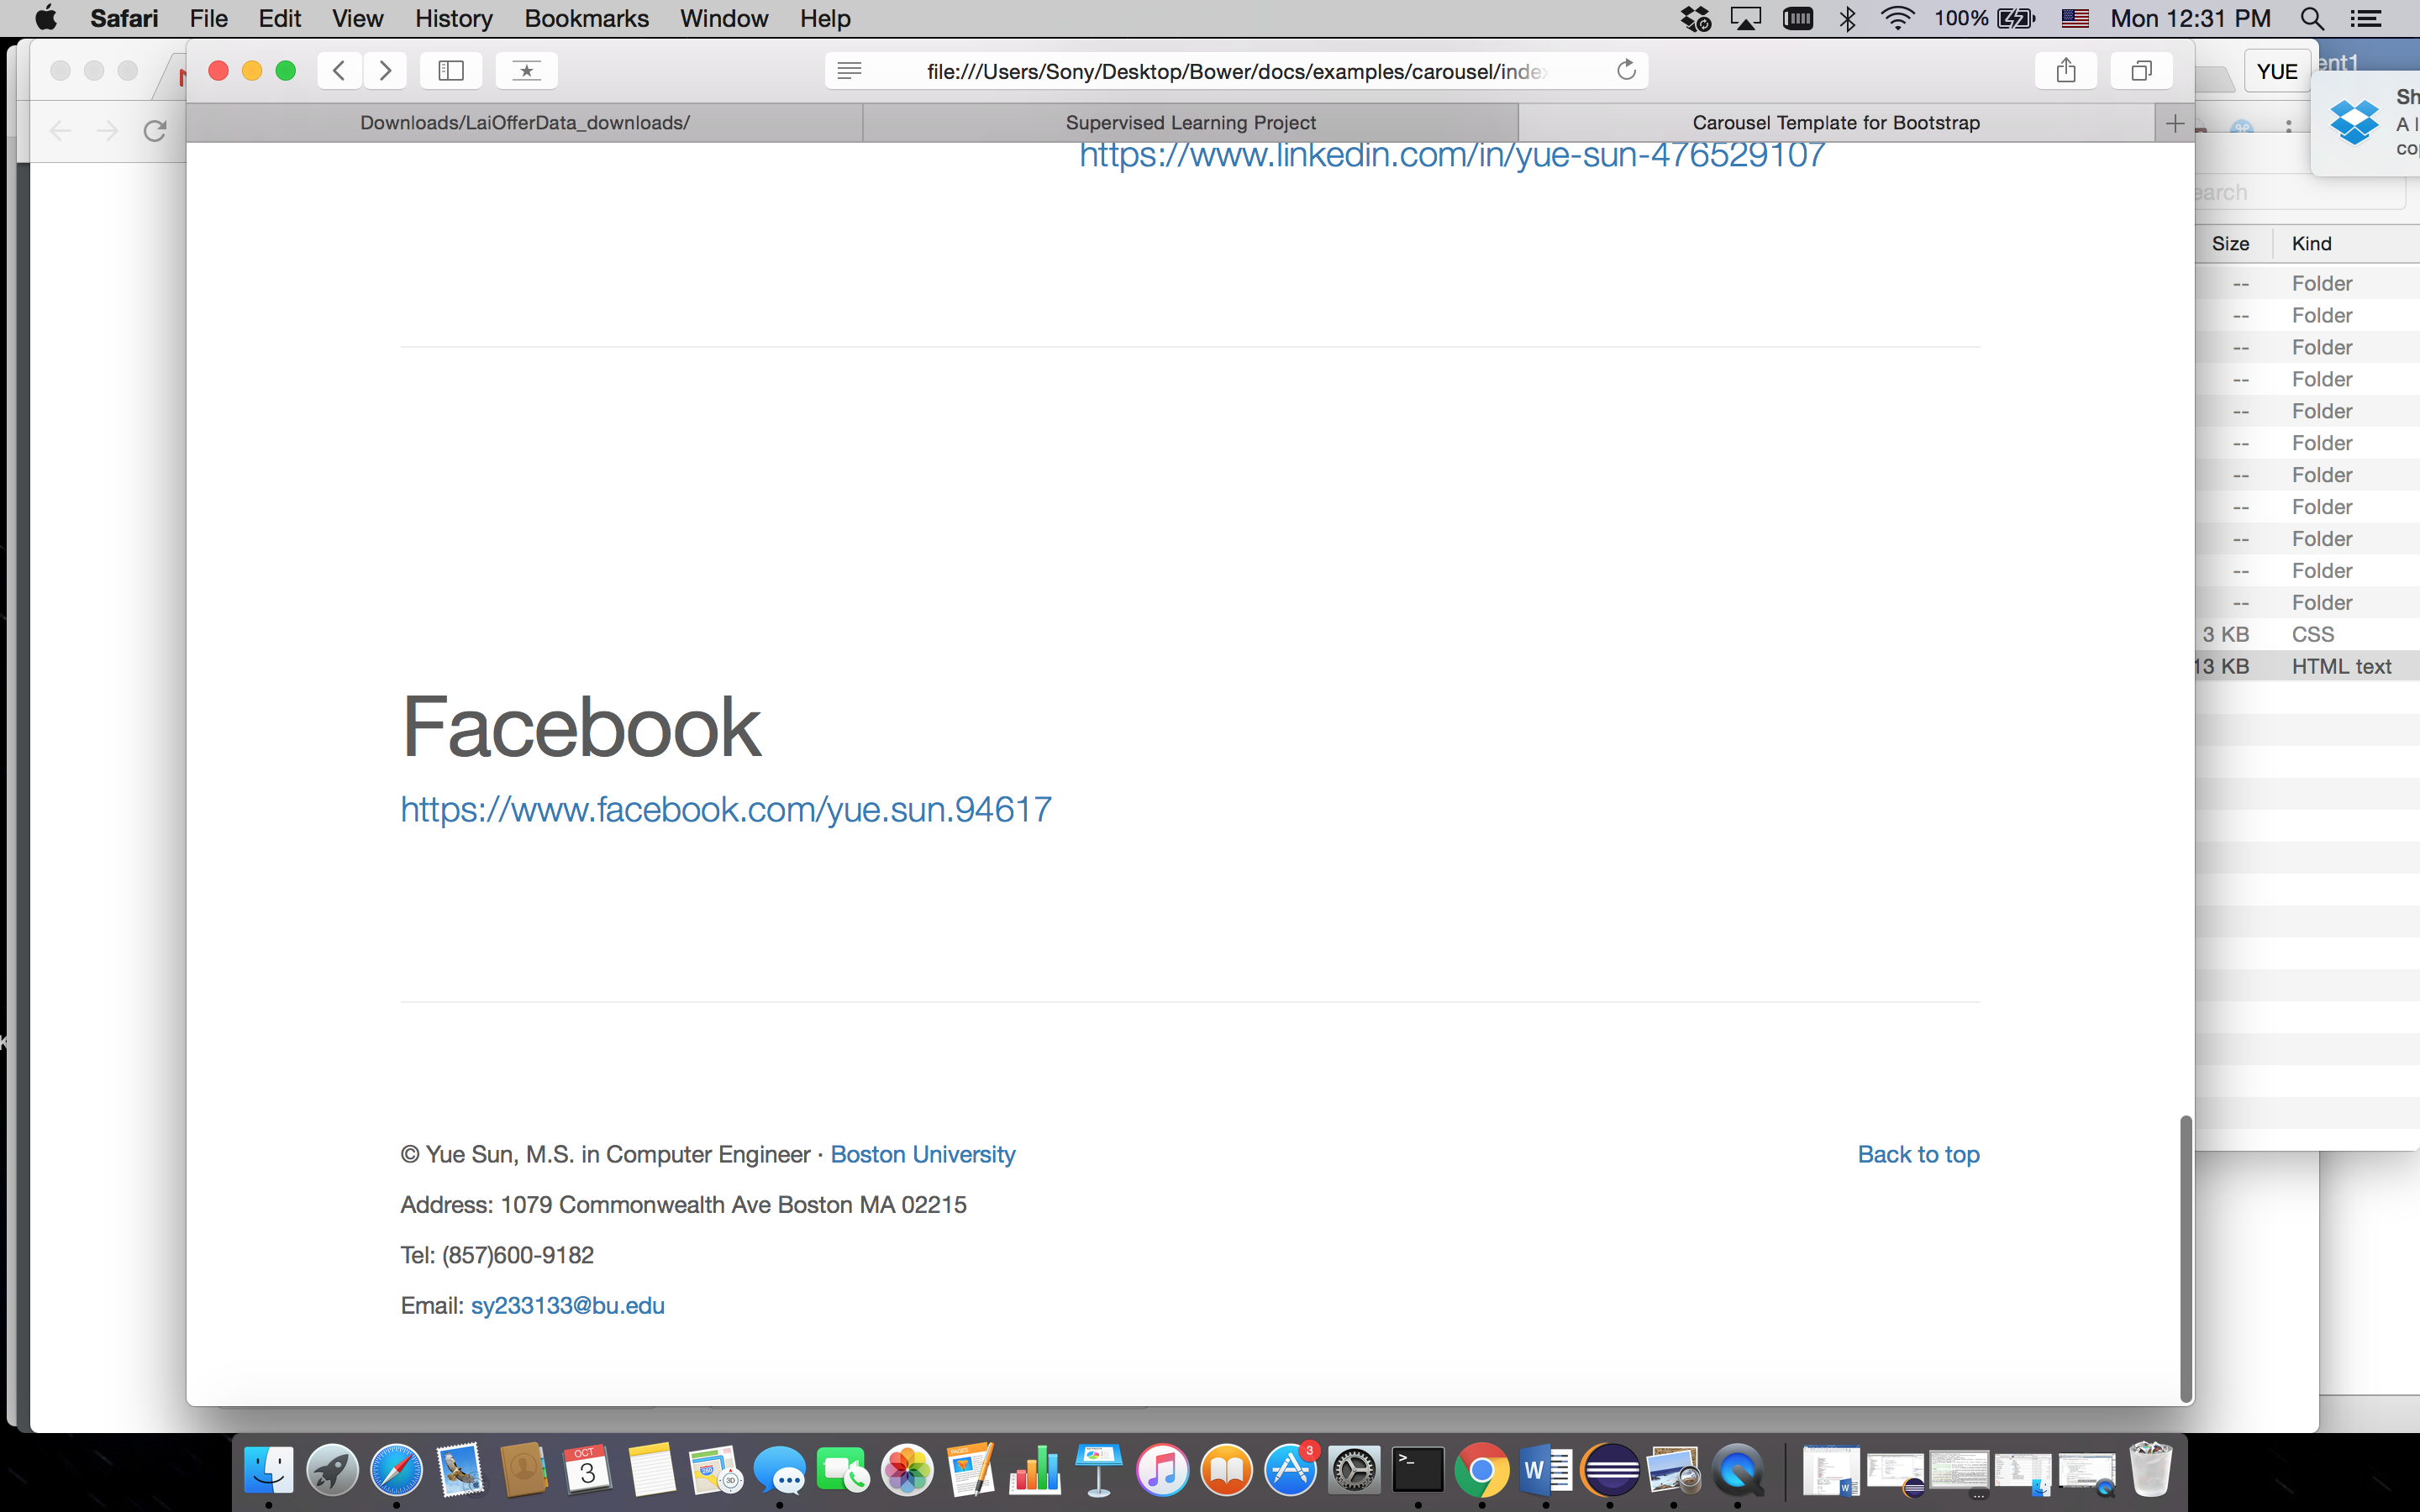 Safari File Edit View History Bookmarks Window Help 100% Mon 12:31 PM
file:///Users/Sony/Desktop/Bower/docs/examples/carousel/inde
YUE
ent1
Downloads/LaiOfferData_downloads/ Supervised Learning Project Carousel Template for Bootstrap
Sh
A l
cop
https://www.linkedin.com/in/yue-sun-476529107
earch
Size Kind
-- Folder
-- Folder
-- Folder
-- Folder
-- Folder
-- Folder
-- Folder
-- Folder
-- Folder
-- Folder
-- Folder
3 KB CSS
13 KB HTML text
Facebook
https://www.facebook.com/yue.sun.94617
© Yue Sun, M.S. in Computer Engineer · Boston University
Back to top
Address: 1079 Commonwealth Ave Boston MA 02215
Tel: (857)600-9182
Email: sy233133@bu.edu
OCT
3
PAGES
3D
3
>_
W